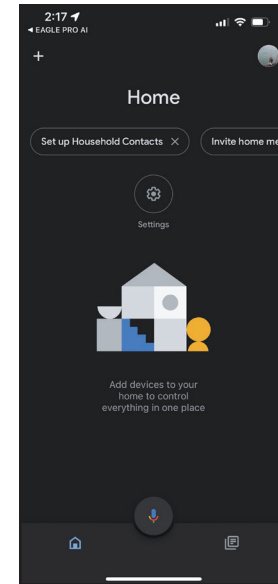 2:17
◀ EAGLE PRO AI
+
Home
Set up Household Contacts ×
Invite home me
Settings
Add devices to your
home to control
everything in one place